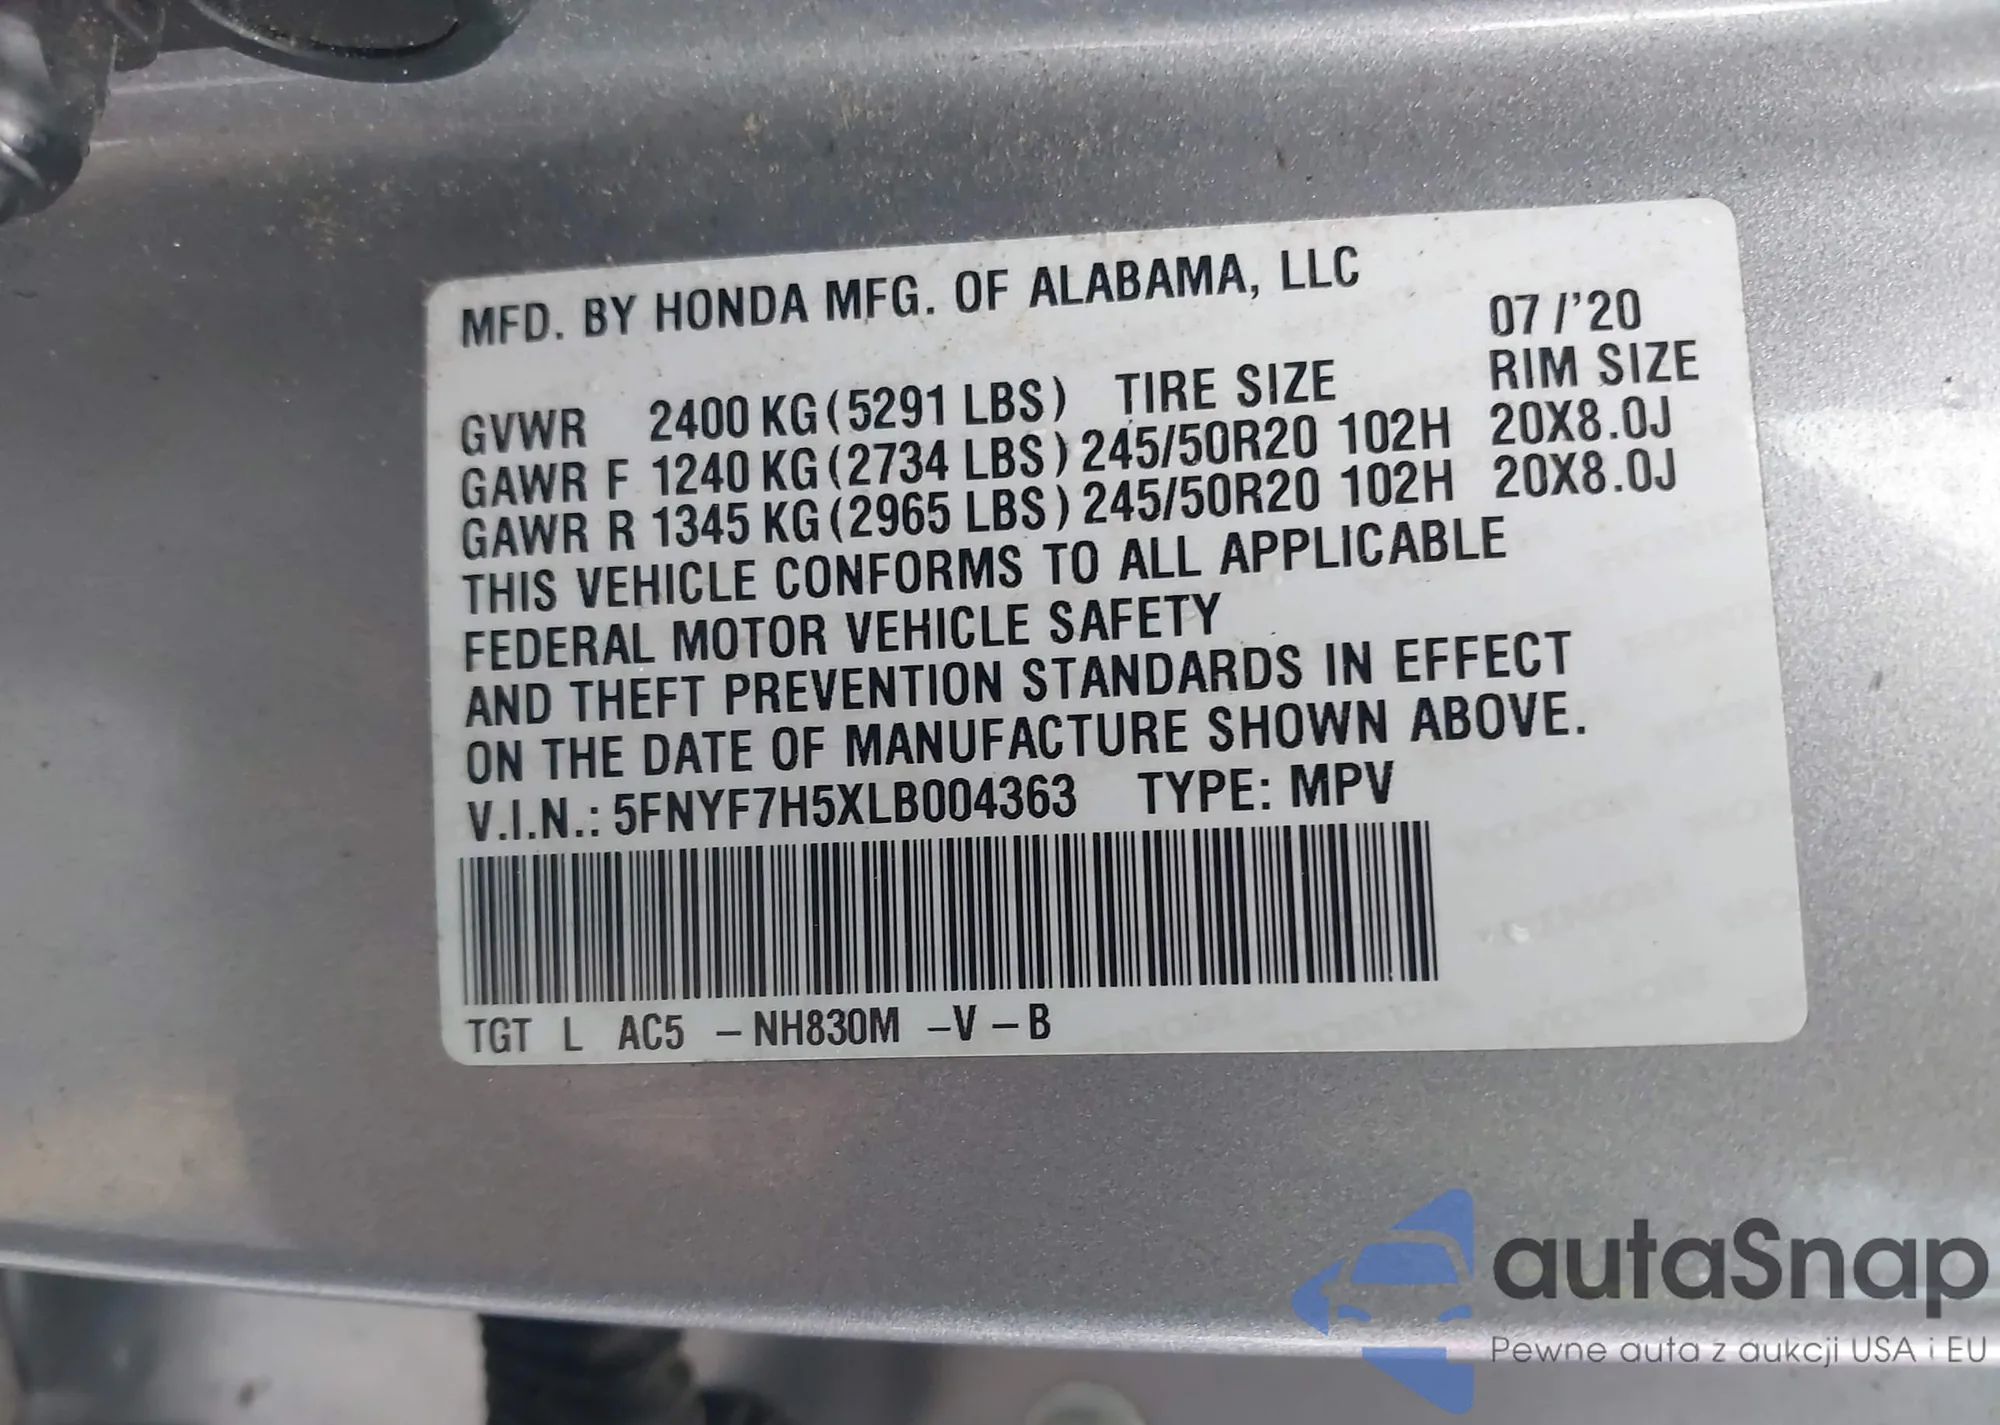 MFD. BY HONDA MFG. OF ALABAMA, LLC
07/'20
GVWR 2400 KG (5291 LBS) TIRE SIZE RIM SIZE
GAWR F 1240 KG (2734 LBS) 245/50R20 102H 20X8.0J
GAWR R 1345 KG (2965 LBS) 245/50R20 102H 20X8.0J
THIS VEHICLE CONFORMS TO ALL APPLICABLE
FEDERAL MOTOR VEHICLE SAFETY
AND THEFT PREVENTION STANDARDS IN EFFECT
ON THE DATE OF MANUFACTURE SHOWN ABOVE.
V.I.N.: 5FNYF7H5XLB004363 TYPE: MPV
TGT L AC5 – NH830M –V – B
autaSnap
Pewne auta z aukcji USA i EU